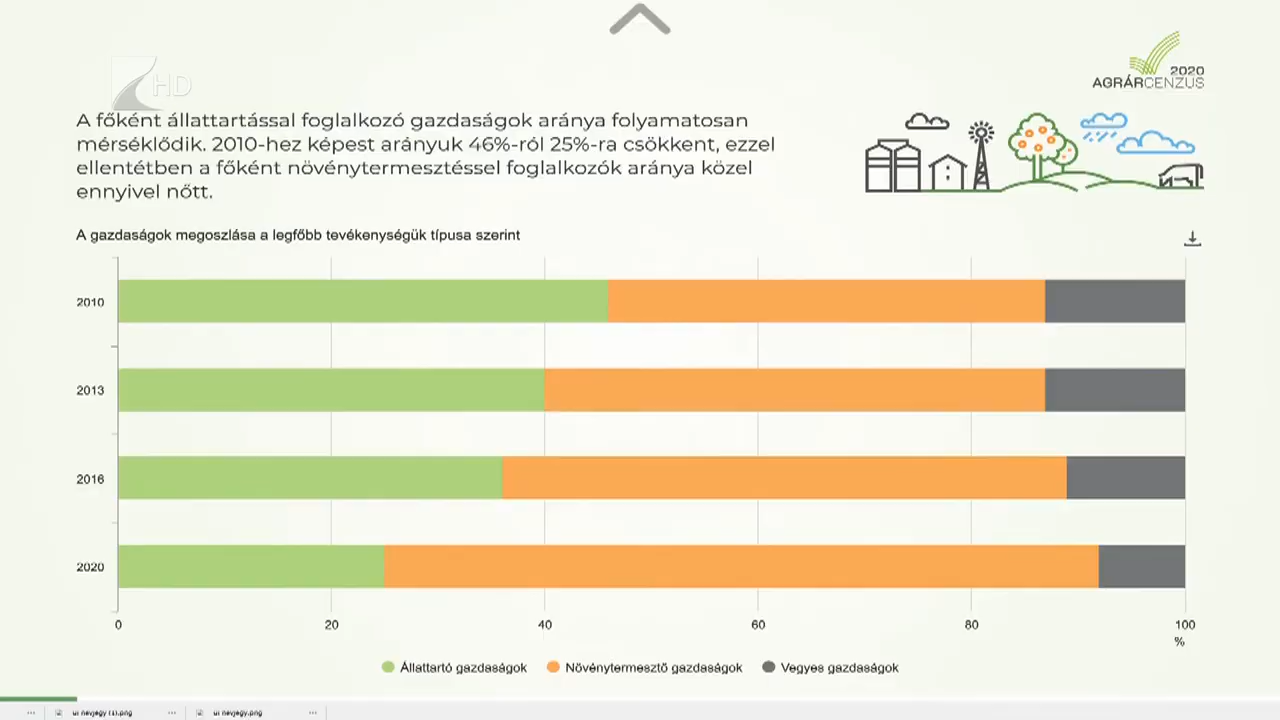 HD
2020
AGRÁRCENZUS
A főként állattartással foglalkozó gazdaságok aránya folyamatosan
mérséklődik. 2010-hez képest arányuk 46%-ról 25%-ra csökkent, ezzel
ellentétben a főként növénytermesztéssel foglalkozók aránya közel
ennyivel nőtt.
A gazdaságok megoszlása a legfőbb tevékenységük típusa szerint
2010
2013
2016
2020
0 20 40 60 80 100
%
Állattartó gazdaságok Növénytermesztő gazdaságok Vegyes gazdaságok